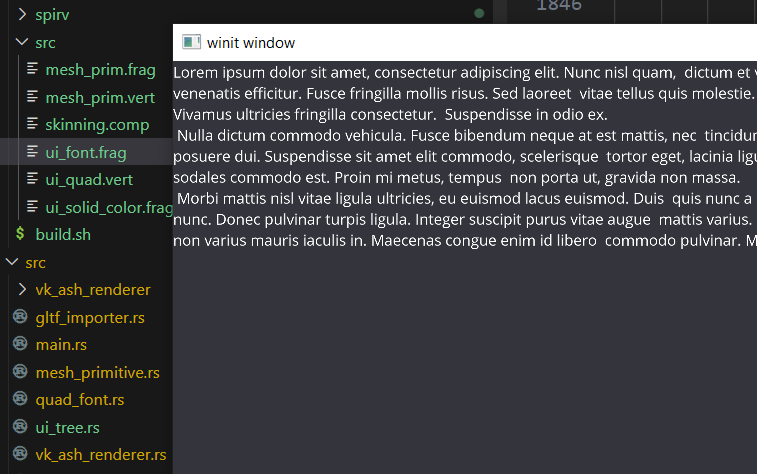 1846
spirv
src
mesh_prim.frag
mesh_prim.vert
skinning.comp
ui_font.frag
ui_quad.vert
ui_solid_color.frag
$ build.sh
src
vk_ash_renderer
gltf_importer.rs
main.rs
mesh_primitive.rs
quad_font.rs
ui_tree.rs
vk_ash_renderer.rs
winit window
Lorem ipsum dolor sit amet, consectetur adipiscing elit. Nunc nisl quam,  dictum et
venenatis efficitur. Fusce fringilla mollis risus. Sed laoreet  vitae tellus quis molestie.
Vivamus ultricies fringilla consectetur.  Suspendisse in odio ex.
Nulla dictum commodo vehicula. Fusce bibendum neque at est mattis, nec  tincidun
posuere dui. Suspendisse sit amet elit commodo, scelerisque  tortor eget, lacinia ligu
sodales commodo est. Proin mi metus, tempus  non porta ut, gravida non massa.
Morbi mattis nisl vitae ligula ultricies, eu euismod lacus euismod. Duis  quis nunc a
nunc. Donec pulvinar turpis ligula. Integer suscipit purus vitae augue  mattis varius.
non varius mauris iaculis in. Maecenas congue enim id libero  commodo pulvinar. M